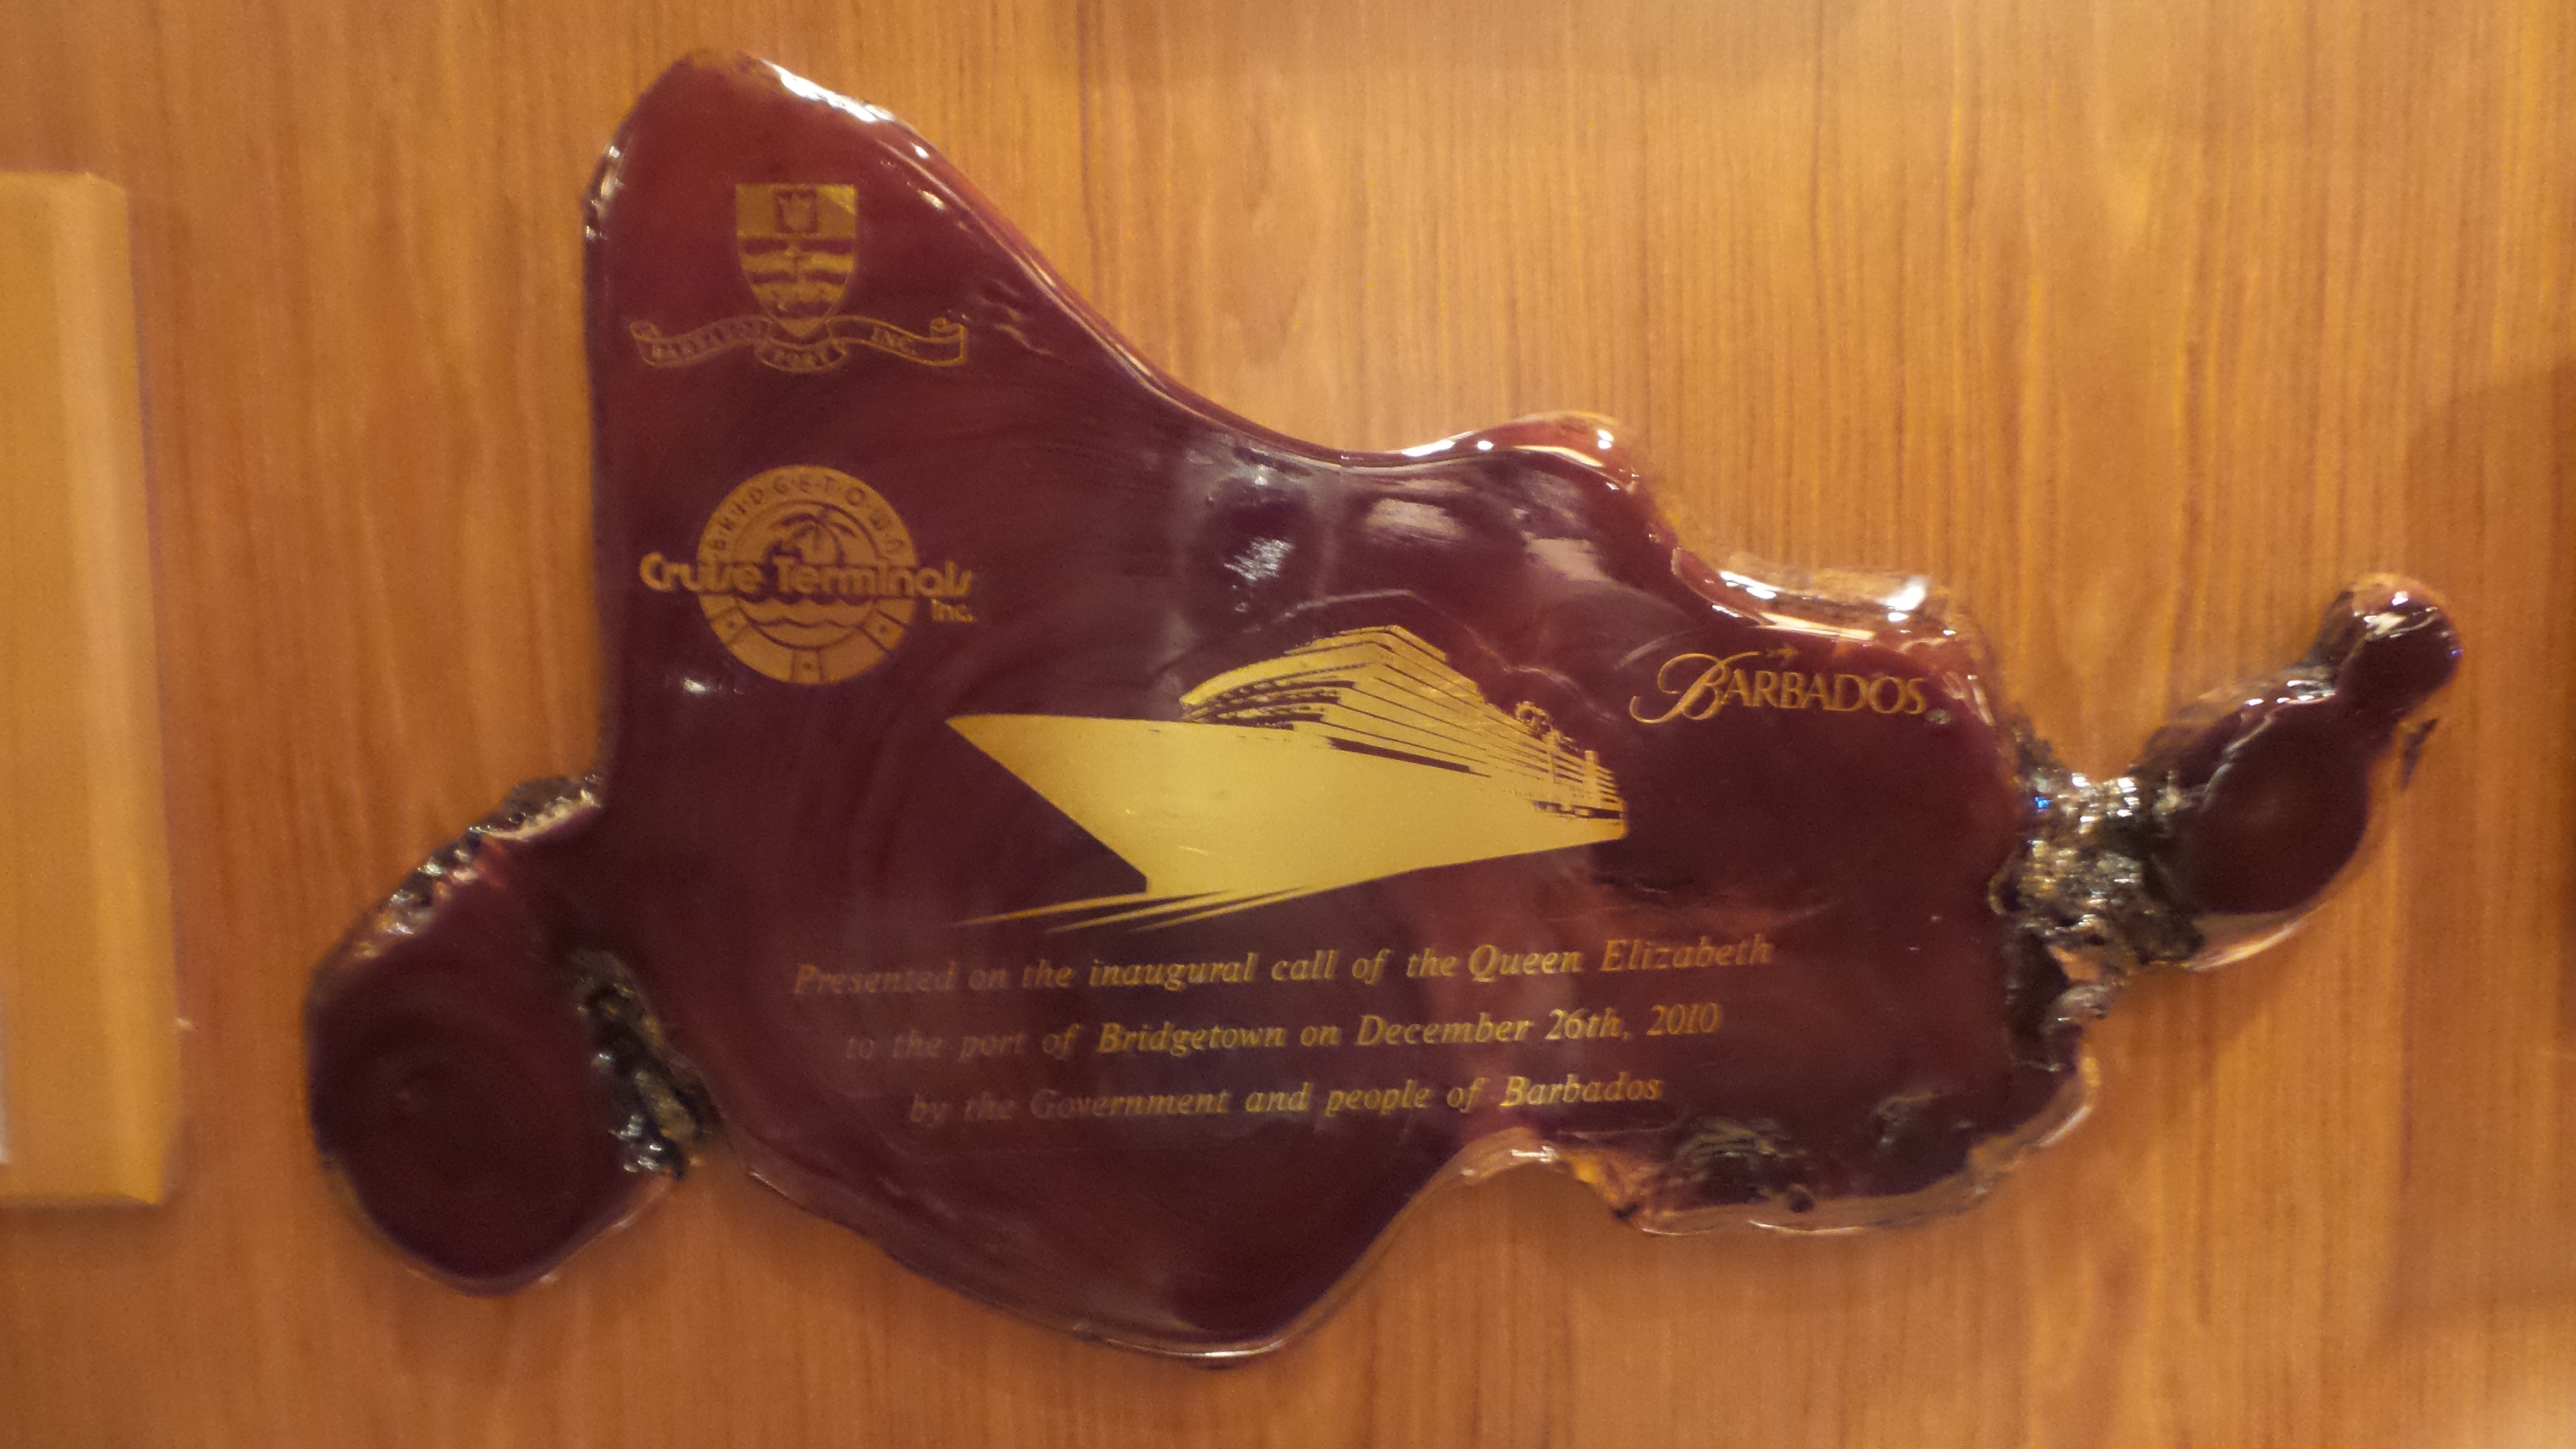 BARBADOS PORT INC.
BRIDGETOWN
Cruise Terminals
Inc.
BARBADOS
Presented on the inaugural call of the Queen Elizabeth
to the port of Bridgetown on December 26th, 2010
by the Government and people of Barbados